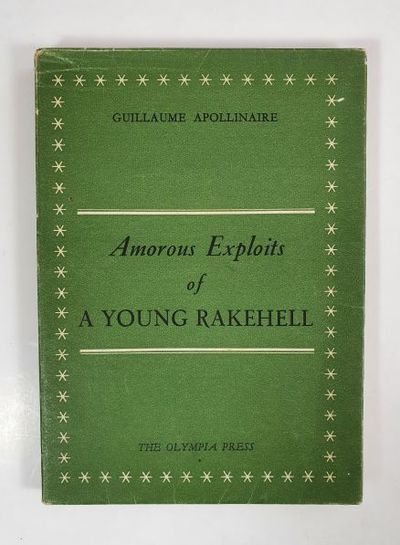 GUILLAUME APOLLINAIRE
Amorous Exploits
of
A YOUNG RAKEHELL
THE OLYMPIA PRESS